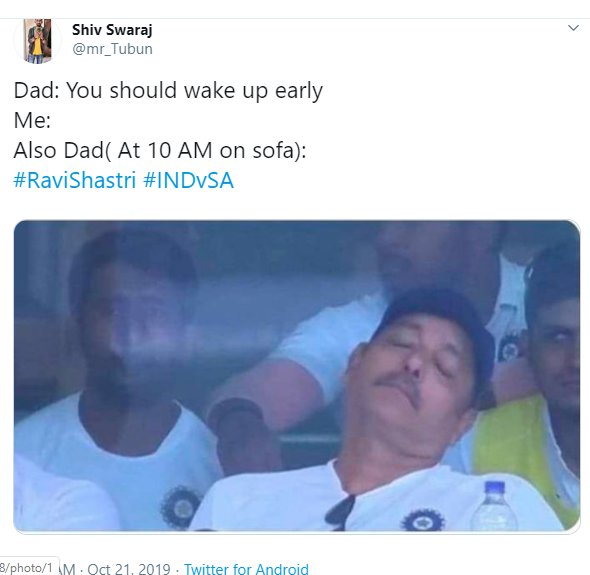 Shiv Swaraj
@mr_Tubun
Dad: You should wake up early
Me:
Also Dad( At 10 AM on sofa):
#RaviShastri #INDvSA
8/photo/1 AM · Oct 21, 2019 · Twitter for Android